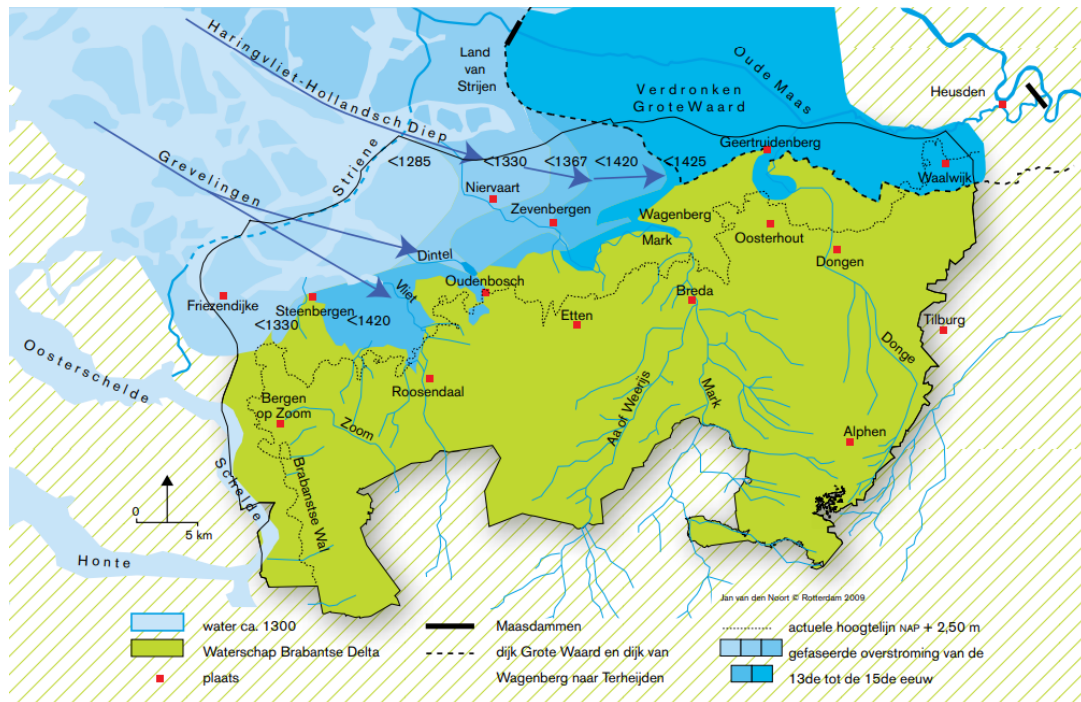 Haringvliet-Hollandsch Diep
Land
van
Strijen
Oude Maas
Verdronken
Grote Waard
Heusden
Grevelingen
Striene
<1285
<1330
<1367
<1420
<1425
Geertruidenberg
Waalwijk
Niervaart
Zevenbergen
Wagenberg
Mark
Oosterhout
Dongen
Dintel
Vliet
Oudenbosch
Friezendijke
Steenbergen
<1330
<1420
Etten
Breda
Tilburg
Donge
Oosterschelde
Roosendaal
Bergen
op Zoom
Zoom
Aa of Weerijs
Mark
Alphen
Schelde
Brabantse Wal
0
5 km
Honte
Jan van den Noort © Rotterdam 2009
water ca. 1300
Waterschap Brabantse Delta
plaats
Maasdammen
dijk Grote Waard en dijk van
Wagenberg naar Terheijden
actuele hoogtelijn NAP + 2,50 m
gefaseerde overstroming van de
13de tot de 15de eeuw